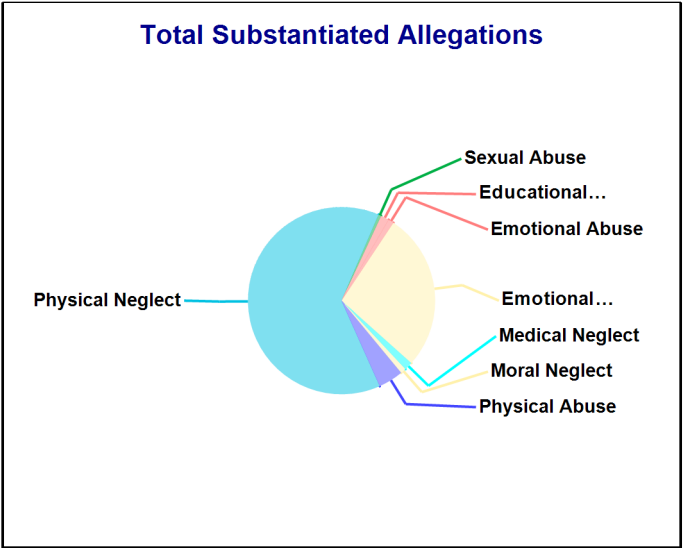 Total Substantiated Allegations
Sexual Abuse
Educational…
Emotional Abuse
Physical Neglect
Emotional…
Medical Neglect
Moral Neglect
Physical Abuse